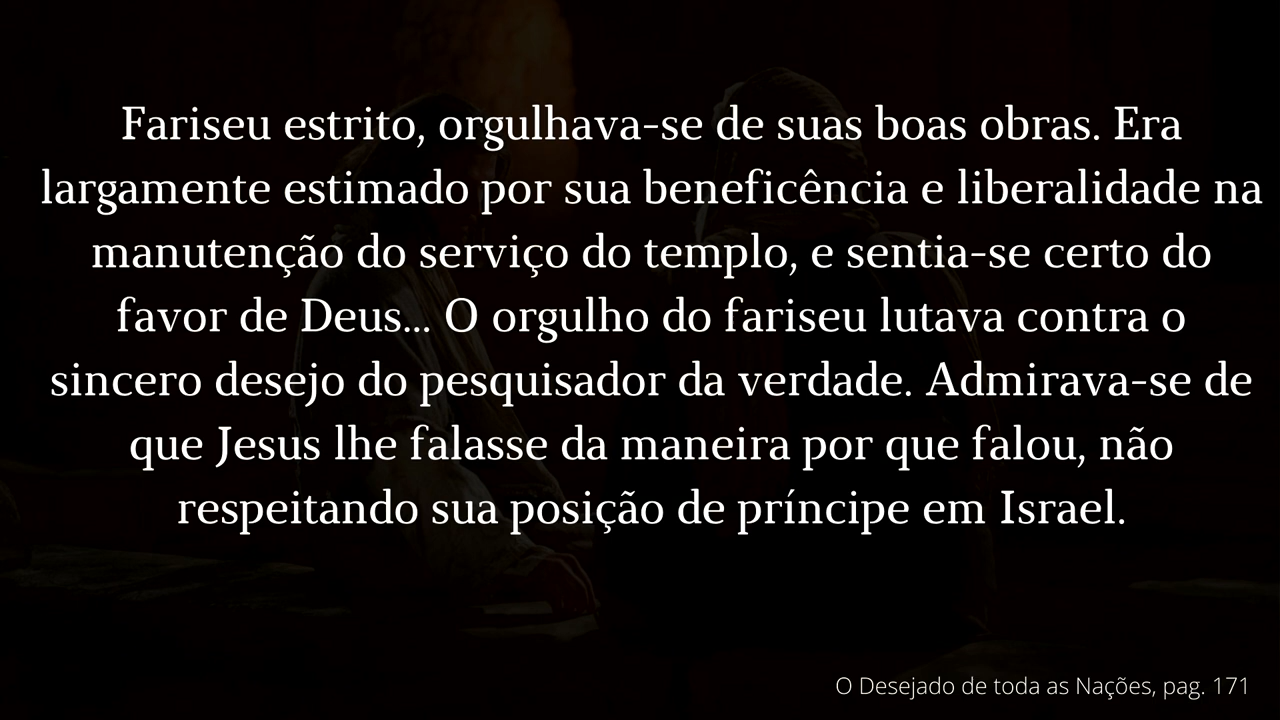 Fariseu estrito, orgulhava-se de suas boas obras. Era
largamente estimado por sua beneficência e liberalidade na
manutenção do serviço do templo, e sentia-se certo do
favor de Deus... O orgulho do fariseu lutava contra o
sincero desejo do pesquisador da verdade. Admirava-se de
que Jesus lhe falasse da maneira por que falou, não
respeitando sua posição de príncipe em Israel.
O Desejado de toda as Nações, pag. 171